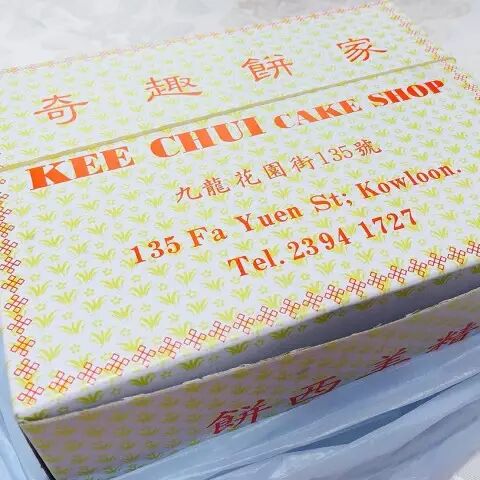 奇趣餅家
KEE CHUI CAKE SHOP
九龍花園街135號
135 Fa Yuen St; Kowloon.
Tel. 2394 1727
餅西美精